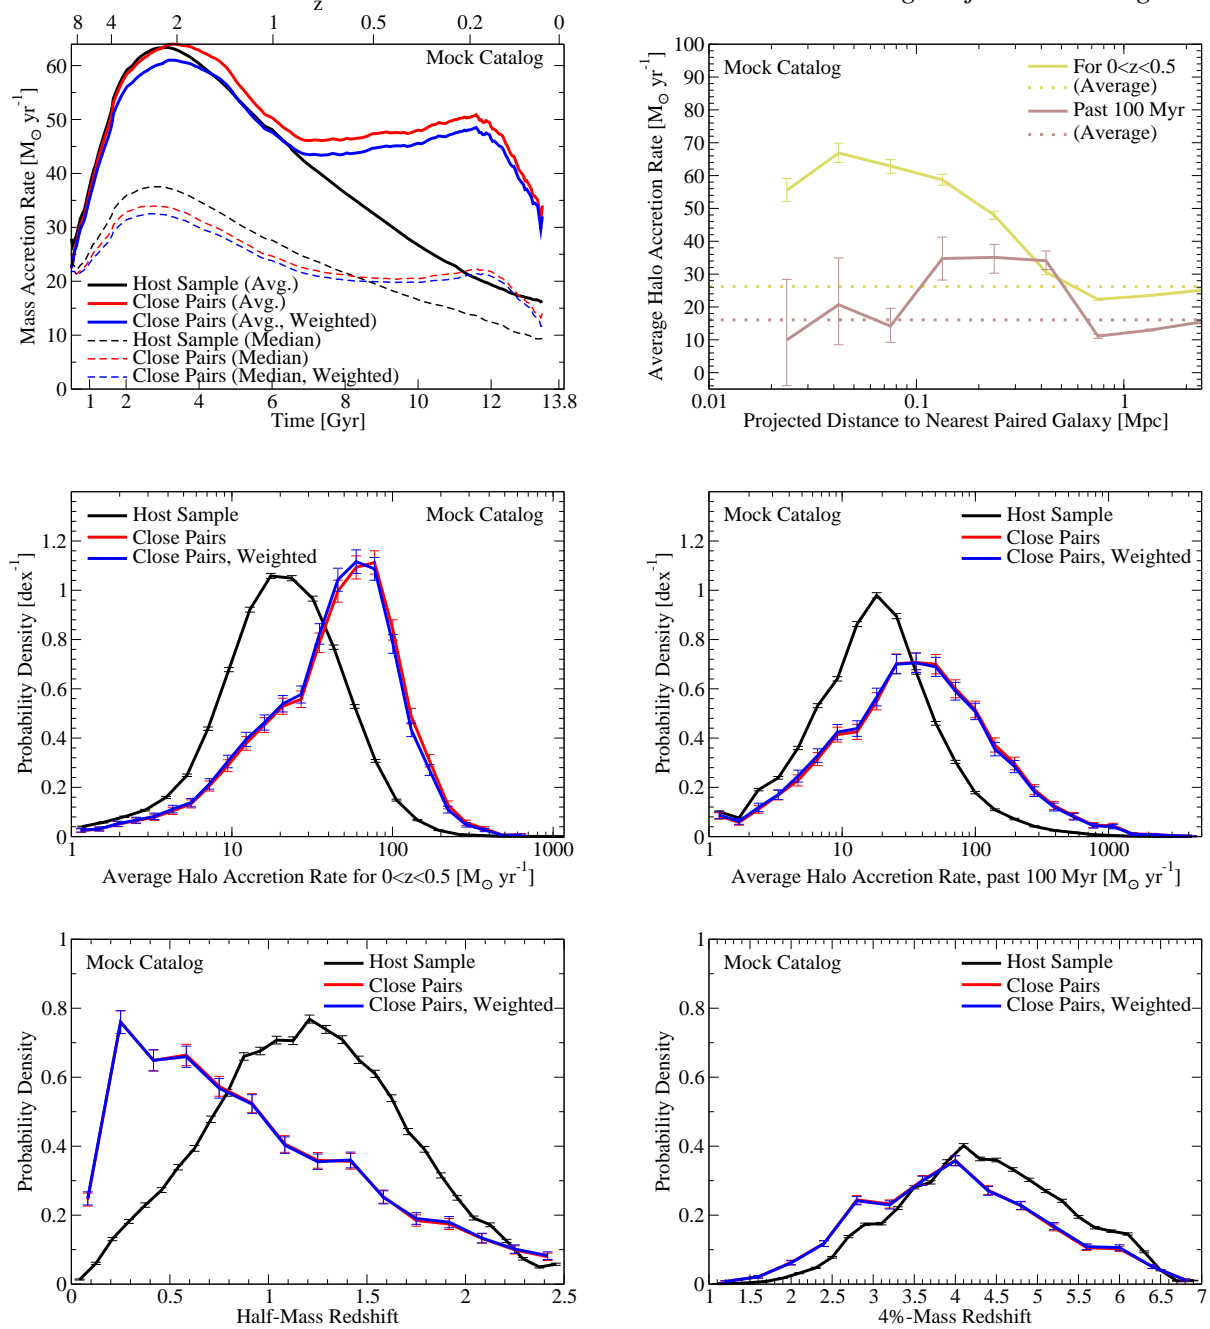 z
8 4 2 1 0.5 0.2 0
Mass Accretion Rate [M⊙ yr⁻¹]
60
50
40
30
20
10
0
Mock Catalog
Host Sample (Avg.)
Close Pairs (Avg.)
Close Pairs (Avg., Weighted)
Host Sample (Median)
Close Pairs (Median)
Close Pairs (Median, Weighted)
1 2 4 6 8 10 12 13.8
Time [Gyr]
Average Halo Accretion Rate [M⊙ yr⁻¹]
100
90
80
70
60
50
40
30
20
10
0
Mock Catalog
For 0<z<0.5
(Average)
Past 100 Myr
(Average)
0.01 0.1 1
Projected Distance to Nearest Paired Galaxy [Mpc]
Probability Density [dex⁻¹]
1.2
1
0.8
0.6
0.4
0.2
0
Host Sample
Close Pairs
Close Pairs, Weighted
Mock Catalog
1 10 100 1000
Average Halo Accretion Rate for 0<z<0.5 [M⊙ yr⁻¹]
Probability Density [dex⁻¹]
1.2
1
0.8
0.6
0.4
0.2
0
Mock Catalog
Host Sample
Close Pairs
Close Pairs, Weighted
1 10 100 1000
Average Halo Accretion Rate, past 100 Myr [M⊙ yr⁻¹]
Probability Density
1
0.8
0.6
0.4
0.2
0
Mock Catalog
Host Sample
Close Pairs
Close Pairs, Weighted
0 0.5 1 1.5 2 2.5
Half-Mass Redshift
Probability Density
1
0.8
0.6
0.4
0.2
0
Mock Catalog
Host Sample
Close Pairs
Close Pairs, Weighted
1 1.5 2 2.5 3 3.5 4 4.5 5 5.5 6 6.5 7
4%-Mass Redshift